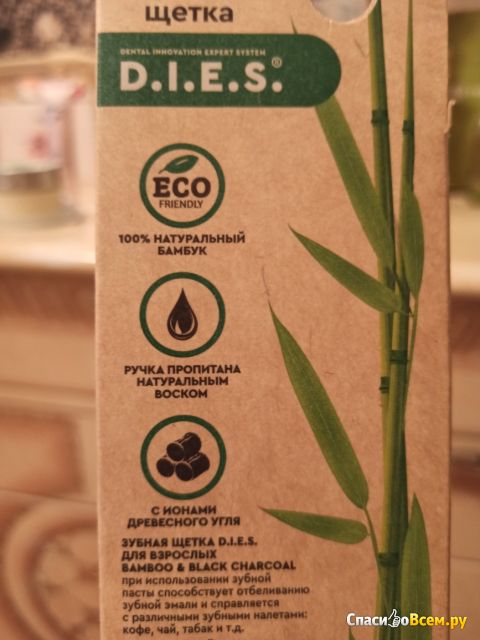 щетка
DENTAL INNOVATION EXPERT SYSTEM
D.I.E.S.®
ECO
FRIENDLY
100% НАТУРАЛЬНЫЙ
БАМБУК
РУЧКА ПРОПИТАНА
НАТУРАЛЬНЫМ
ВОСКОМ
С ИОНАМИ
ДРЕВЕСНОГО УГЛЯ
ЗУБНАЯ ЩЕТКА D.I.E.S.
ДЛЯ ВЗРОСЛЫХ
BAMBOO & BLACK CHARCOAL
при использовании зубной
пасты способствует отбеливанию
зубной эмали и справляется
с различными зубными налетами:
кофе, чай, табак и т.д.
СпасибоВсем.ру